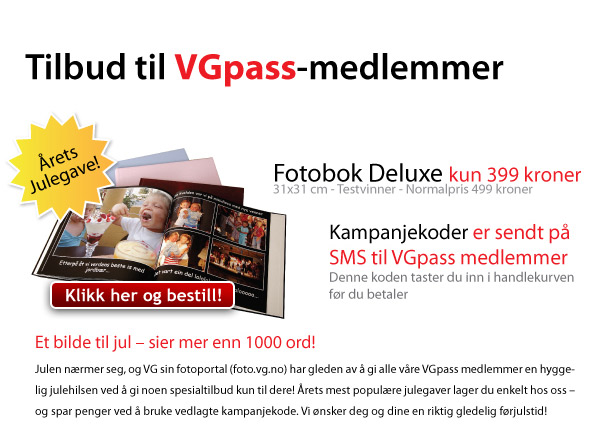 Tilbud til VGpass-medlemmer
Årets
Julegave!
Fotobok Deluxe kun 399 kroner
31x31 cm - Testvinner - Normalpris 499 kroner
Kampanjekoder er sendt på
SMS til VGpass medlemmer
Denne koden taster du inn i handlekurven
før du betaler
Klikk her og bestill!
Et bilde til jul – sier mer enn 1000 ord!
Julen nærmer seg, og VG sin fotoportal (foto.vg.no) har gleden av å gi alle våre VGpass medlemmer en hygge-
lig julehilsen ved å gi noen spesialtilbud kun til dere! Årets mest populære julegaver lager du enkelt hos oss –
og spar penger ved å bruke vedlagte kampanjekode. Vi ønsker deg og dine en riktig gledelig førjulstid!